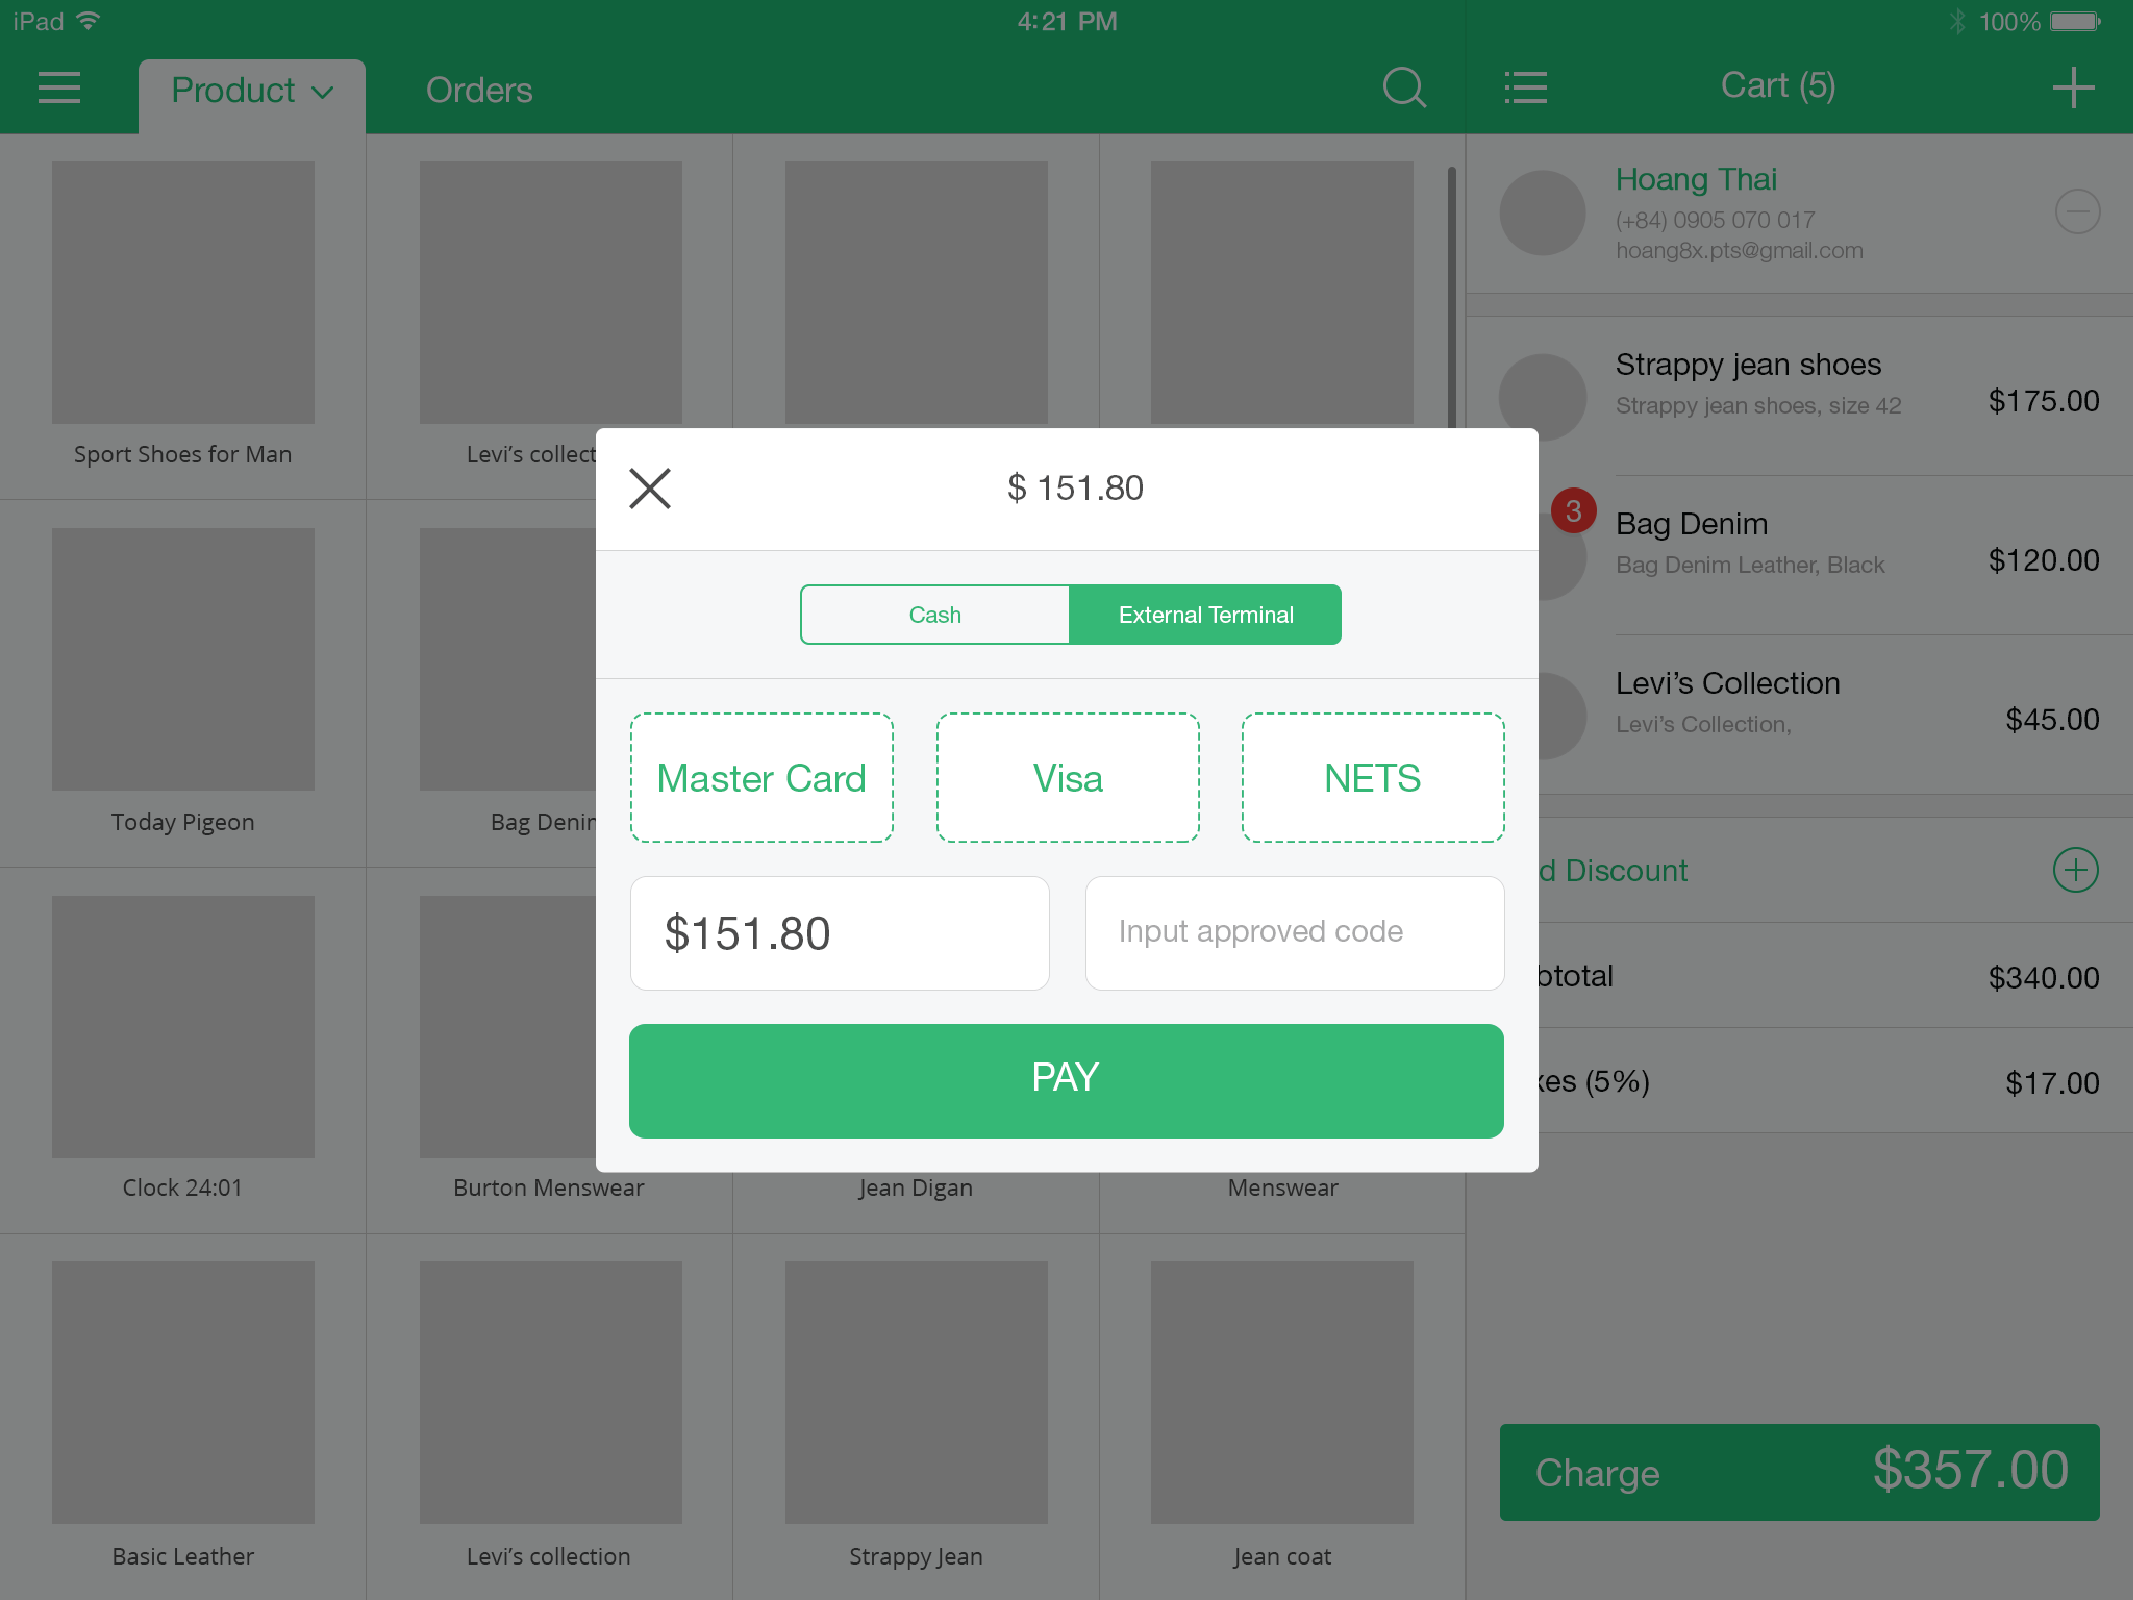 iPad
4:21 PM
100%
Product
Orders
Cart (5)
Hoang Thai
(+84) 0905 070 017
hoang8x.pts@gmail.com
Strappy jean shoes
Strappy jean shoes, size 42
$175.00
3
Bag Denim
Bag Denim Leather, Black
$120.00
Levi's Collection
Levi's Collection,
$45.00
d Discount
btotal
$340.00
xes (5%)
$17.00
Charge
$357.00
Sport Shoes for Man
Levi's collect
Today Pigeon
Bag Denin
Clock 24:01
Burton Menswear
Jean Digan
Menswear
Basic Leather
Levi's collection
Strappy Jean
Jean coat
$ 151.80
Cash
External Terminal
Master Card
Visa
NETS
$151.80
Input approved code
PAY